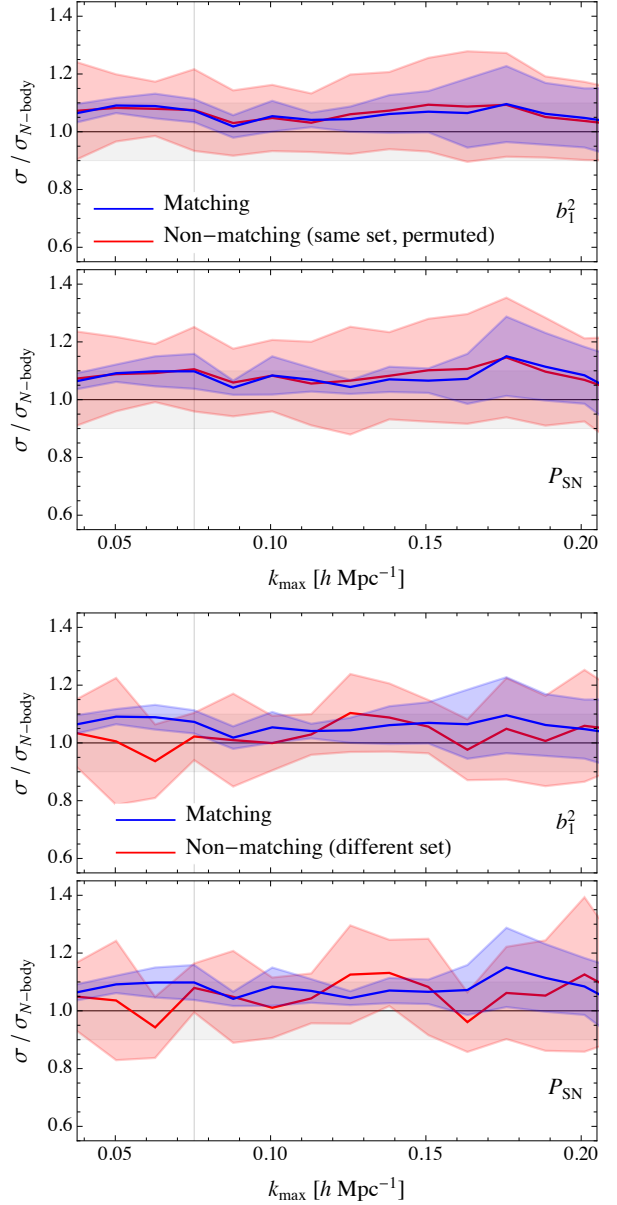 1.4
1.2
1.0
0.8
0.6
σ / σN−body
Matching
Non−matching (same set, permuted)
b₁²
1.4
1.2
1.0
0.8
0.6
σ / σN−body
PSN
0.05 0.10 0.15 0.20
kmax [h Mpc⁻¹]
1.4
1.2
1.0
0.8
0.6
σ / σN−body
Matching
Non−matching (different set)
b₁²
1.4
1.2
1.0
0.8
0.6
σ / σN−body
PSN
0.05 0.10 0.15 0.20
kmax [h Mpc⁻¹]